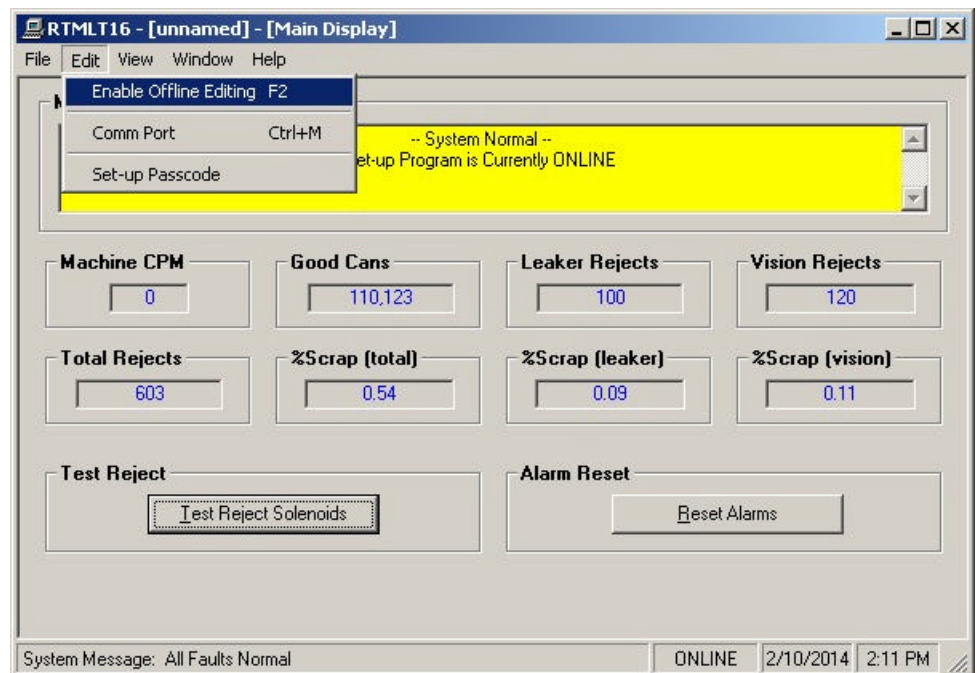 RTMLT16 - [unnamed] - [Main Display]
File Edit View Window Help
Enable Offline Editing F2
Comm Port Ctrl+M
Set-up Passcode
-- System Normal --
et-up Program is Currently ONLINE
Machine CPM Good Cans Leaker Rejects Vision Rejects
0 110,123 100 120
Total Rejects %Scrap (total) %Scrap (leaker) %Scrap (vision)
603 0.54 0.09 0.11
Test Reject Alarm Reset
Test Reject Solenoids Reset Alarms
System Message: All Faults Normal ONLINE 2/10/2014 2:11 PM